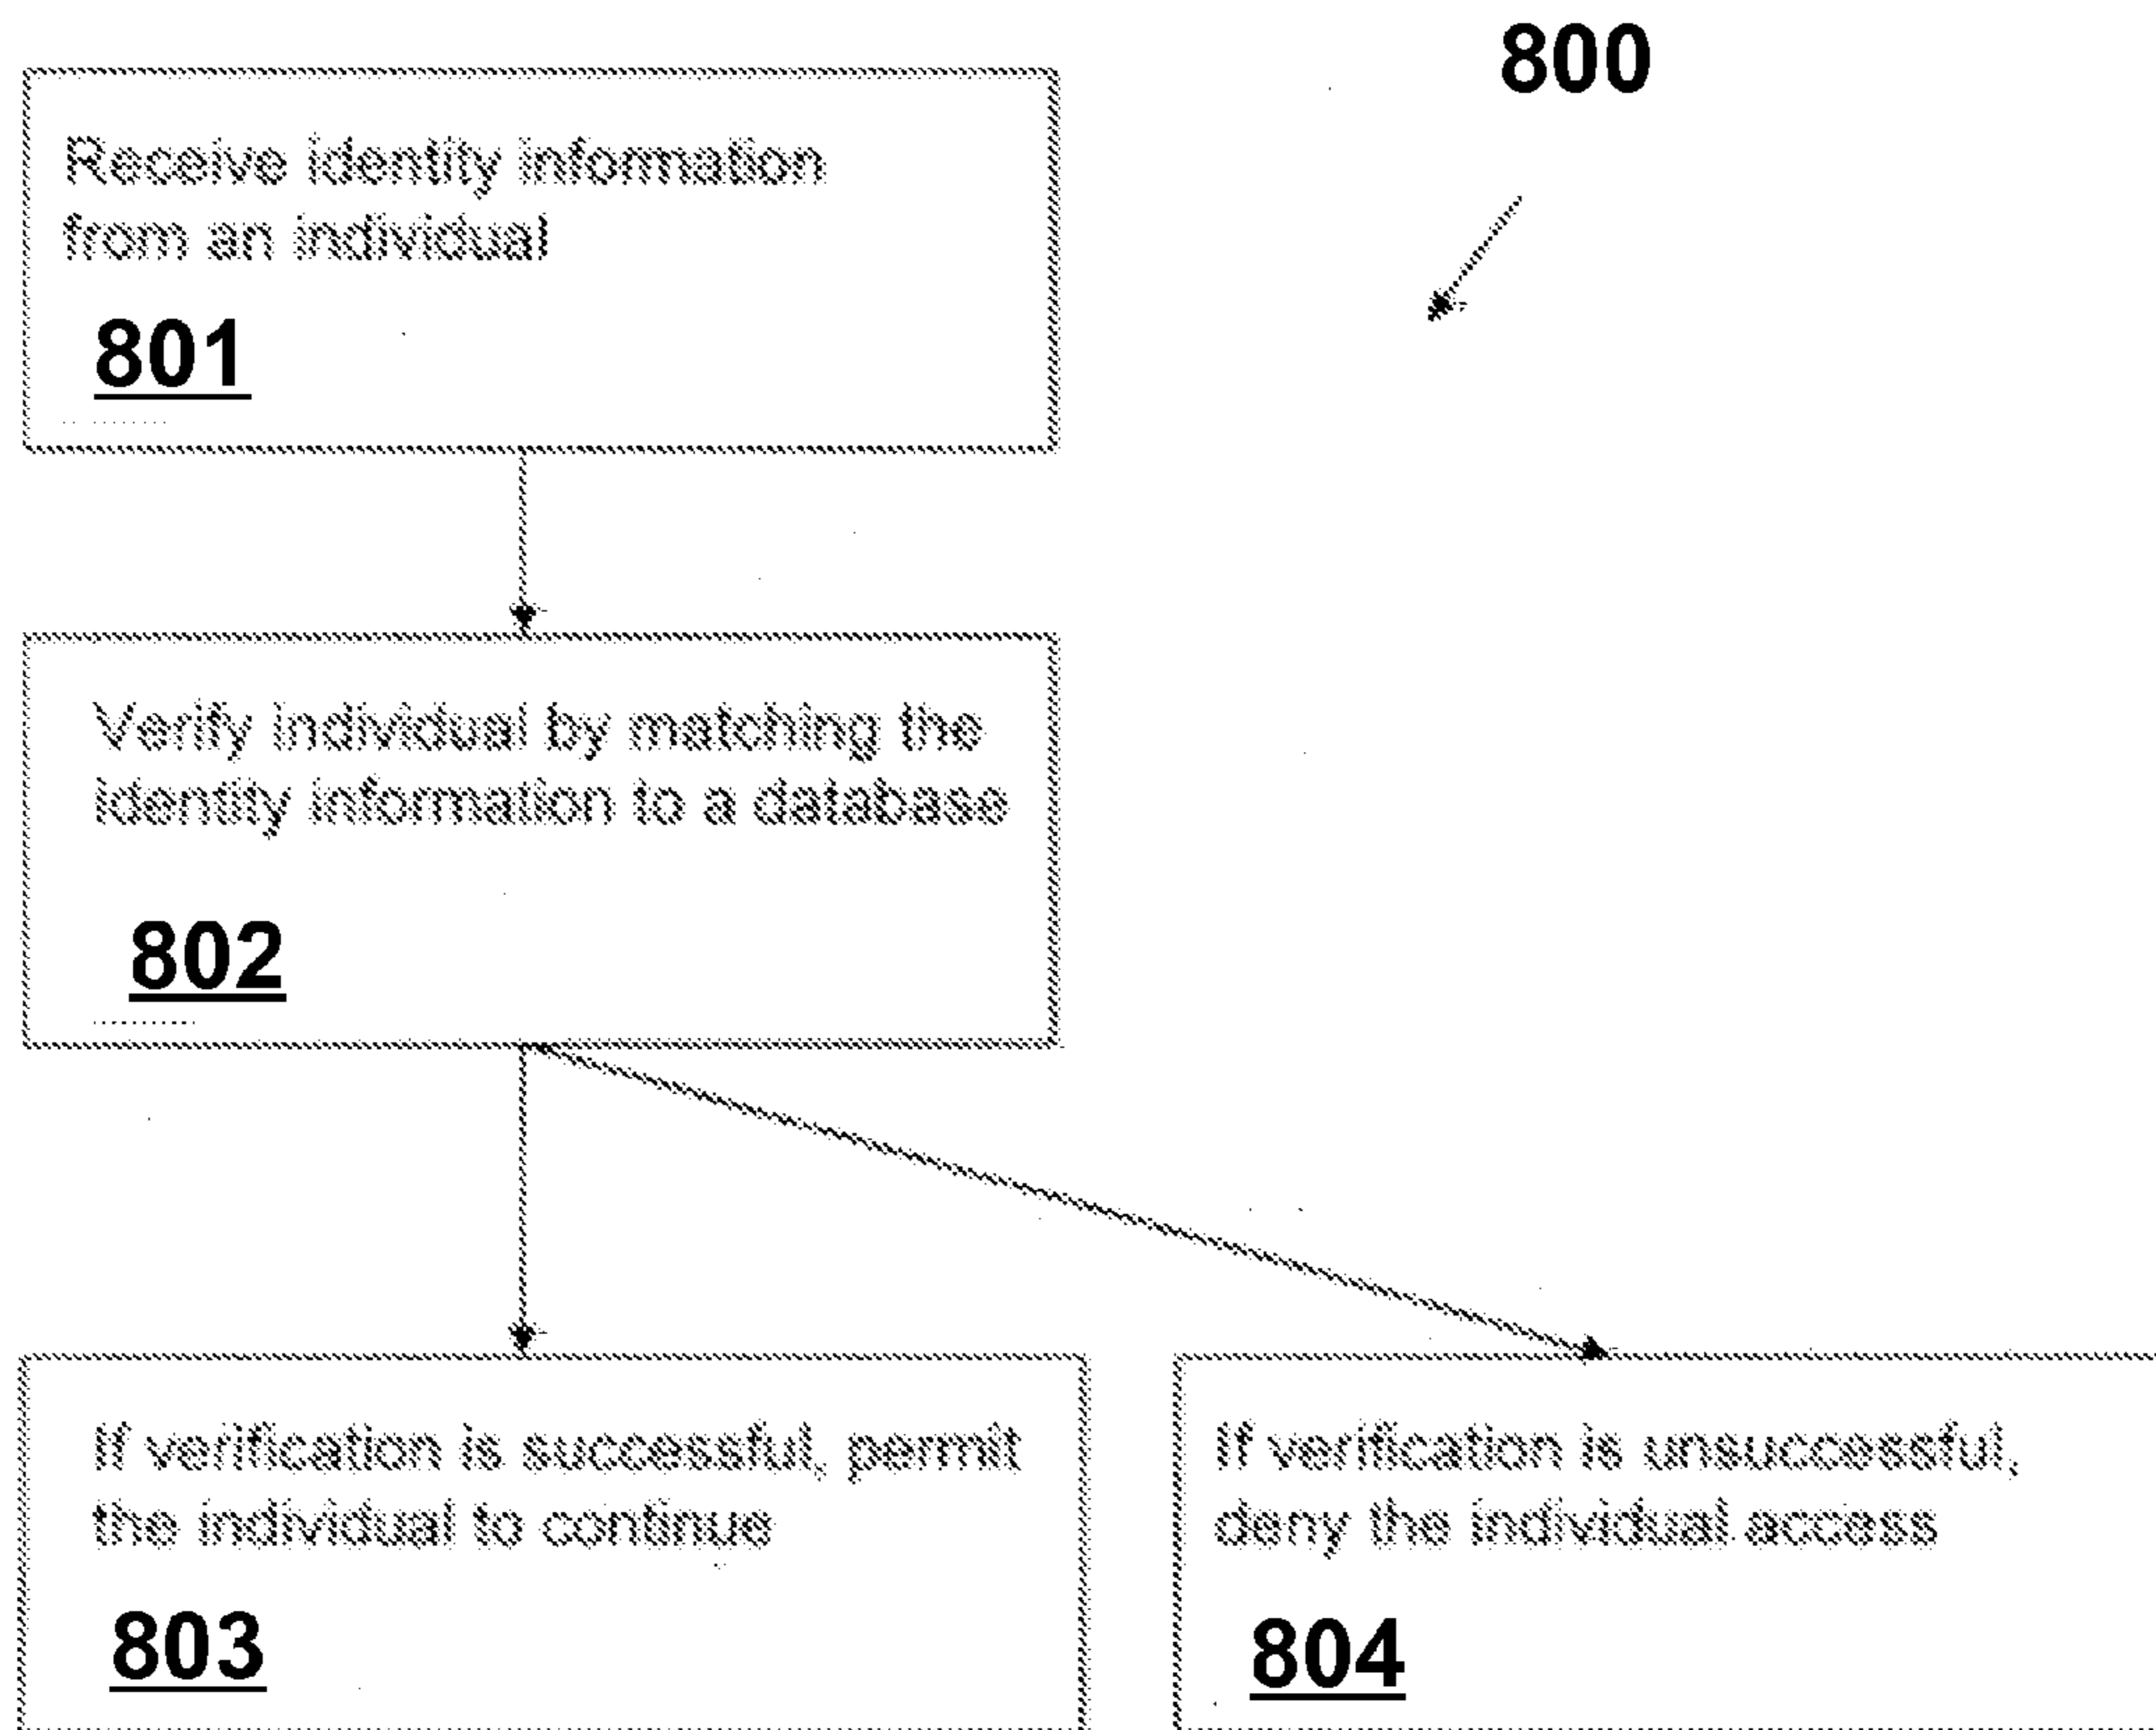 800
Receive identity information
from an individual
801
Verify individual by matching the
identity information to a database
802
If verification is successful, permit
the individual to continue
803
If verification is unsuccessful,
deny the individual access
804